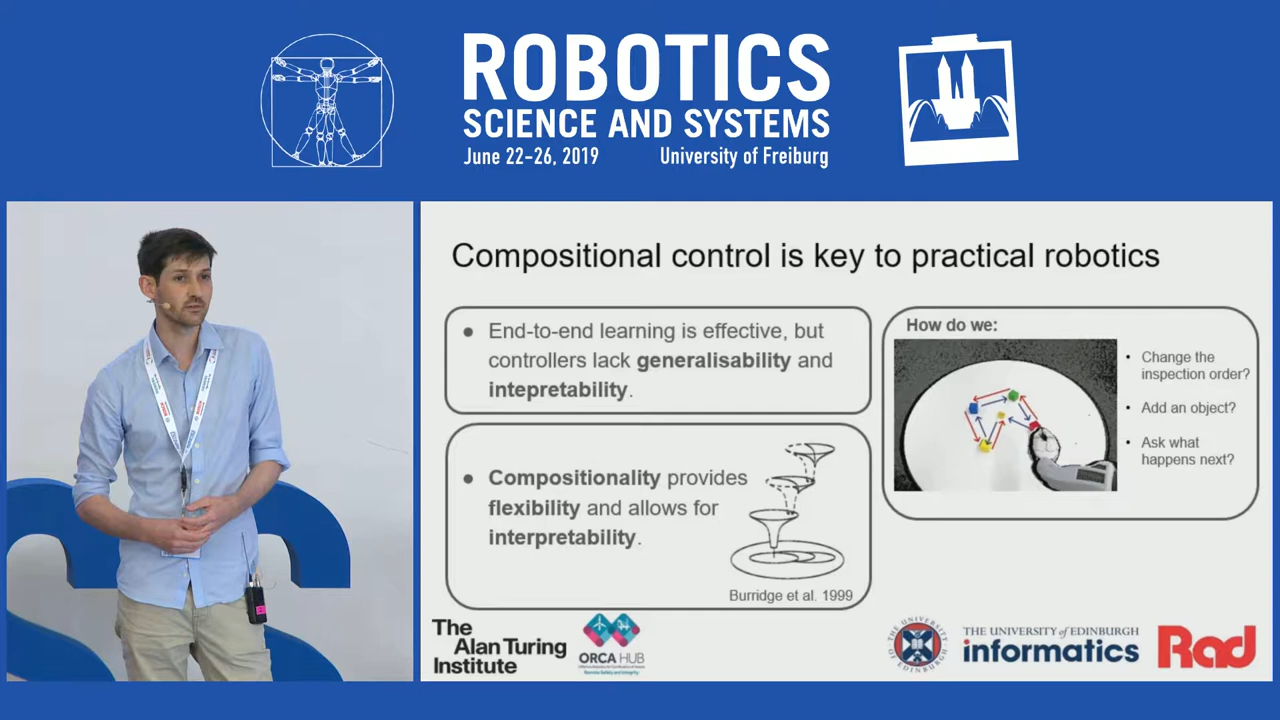 ROBOTICS
SCIENCE AND SYSTEMS
June 22-26, 2019 University of Freiburg
Compositional control is key to practical robotics
● End-to-end learning is effective, but
controllers lack generalisability and
intepretability.
● Compositionality provides
flexibility and allows for
interpretability.
Burridge et al. 1999
How do we:
• Change the
inspection order?
• Add an object?
• Ask what
happens next?
The
Alan Turing
Institute
ORCA HUB
THE UNIVERSITY of EDINBURGH
informatics
Rad